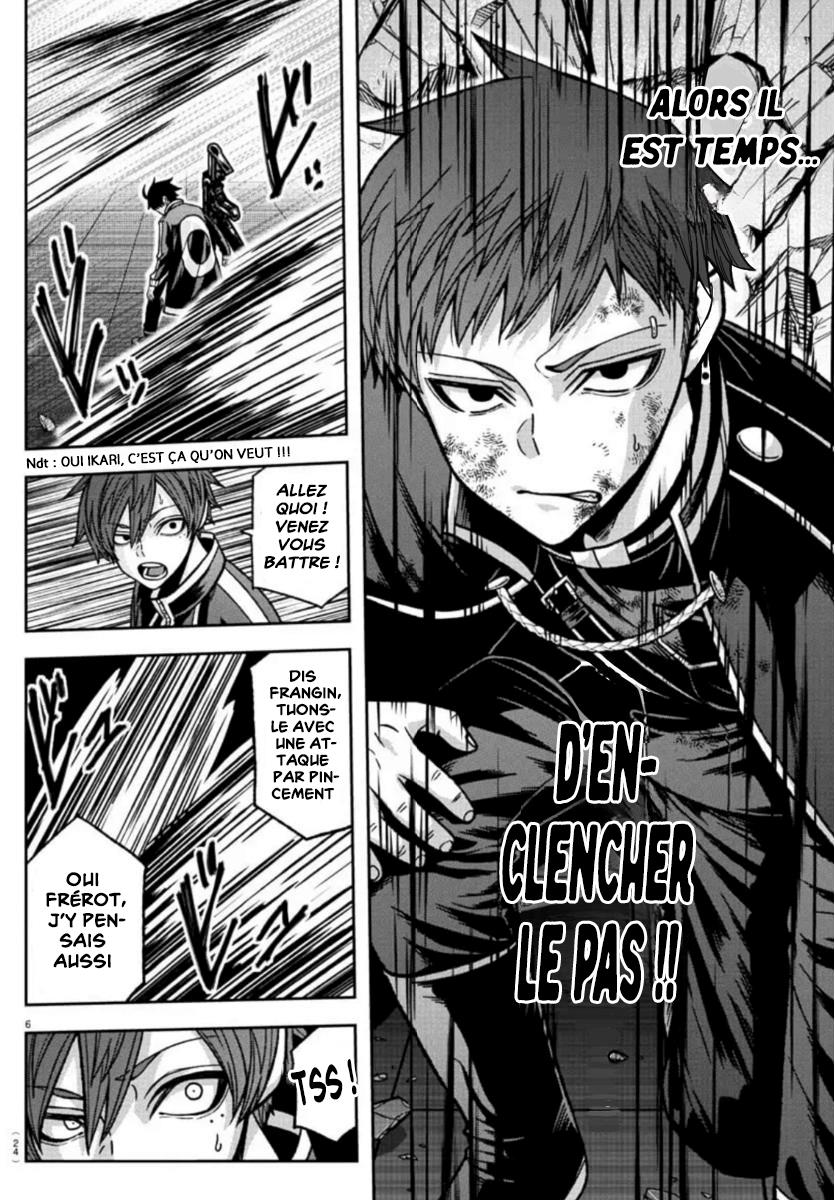 ALORS IL
EST TEMPS...
D'EN-
CLENCHER
LE PAS !!
Ndt : OUI IKARI, C'EST ÇA QU'ON VEUT !!!
ALLEZ
QUOI !
VENEZ
VOUS
BATTRE !
DIS
FRANGIN,
TUONS-
LE AVEC
UNE AT-
TAQUE
PAR PIN-
CEMENT
OUI
FRÉROT,
J'Y PEN-
SAIS
AUSSI
TSS !
6
(24)